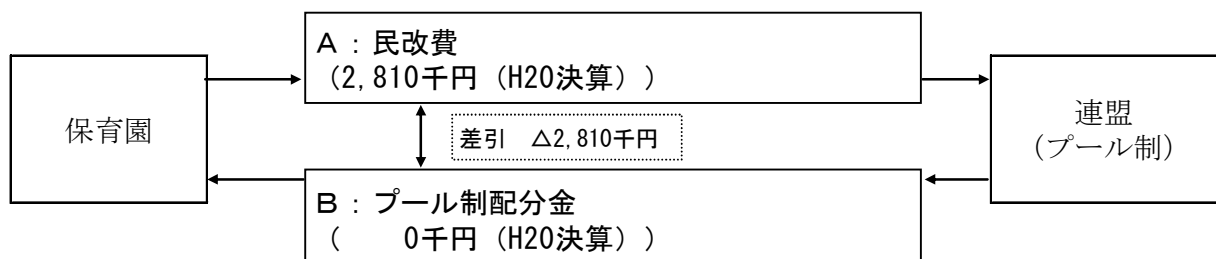 A：民改費
（2,810千円（H20決算））
保育園
連盟
（プール制）
差引　△2,810千円
B：プール制配分金
（　　0千円（H20決算））